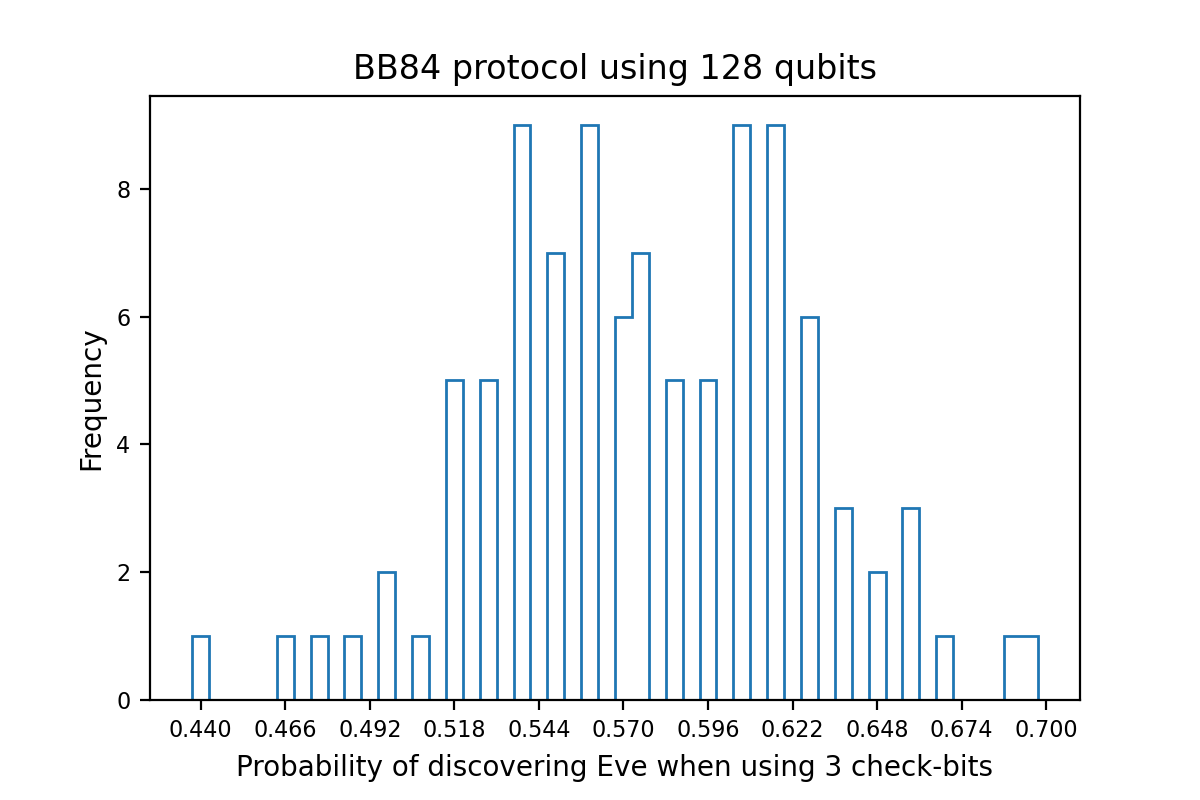 BB84 protocol using 128 qubits
Frequency
8
6
4
2
0
0.440 0.466 0.492 0.518 0.544 0.570 0.596 0.622 0.648 0.674 0.700
Probability of discovering Eve when using 3 check-bits